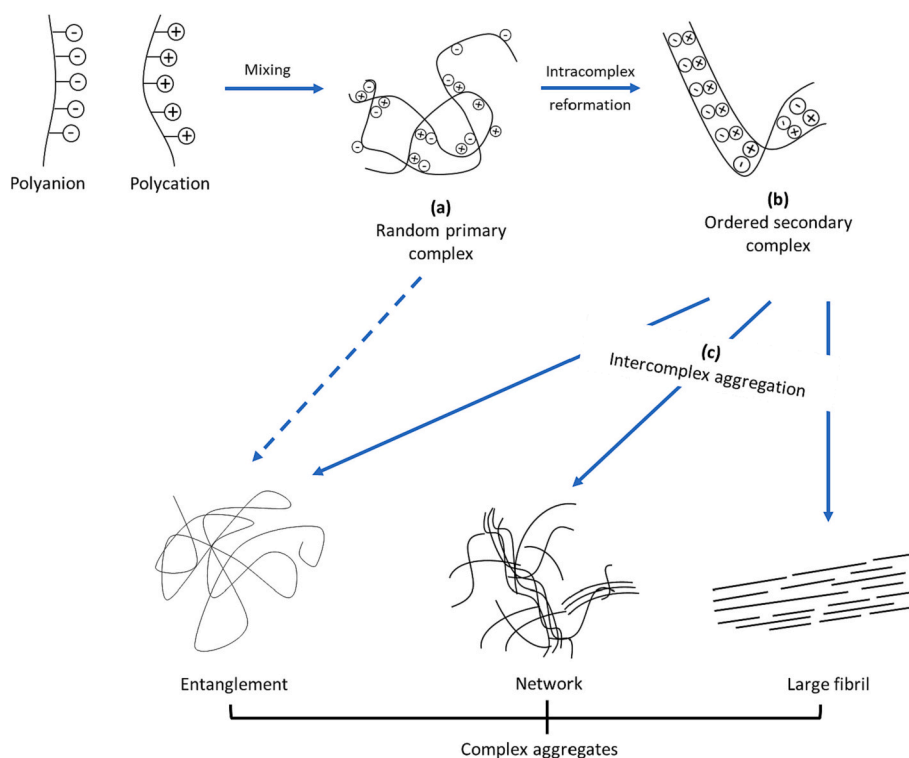 Mixing
Intracomplex
reformation
Polyanion
Polycation
(a)
Random primary
complex
(b)
Ordered secondary
complex
(c)
Intercomplex aggregation
Entanglement
Network
Large fibril
Complex aggregates